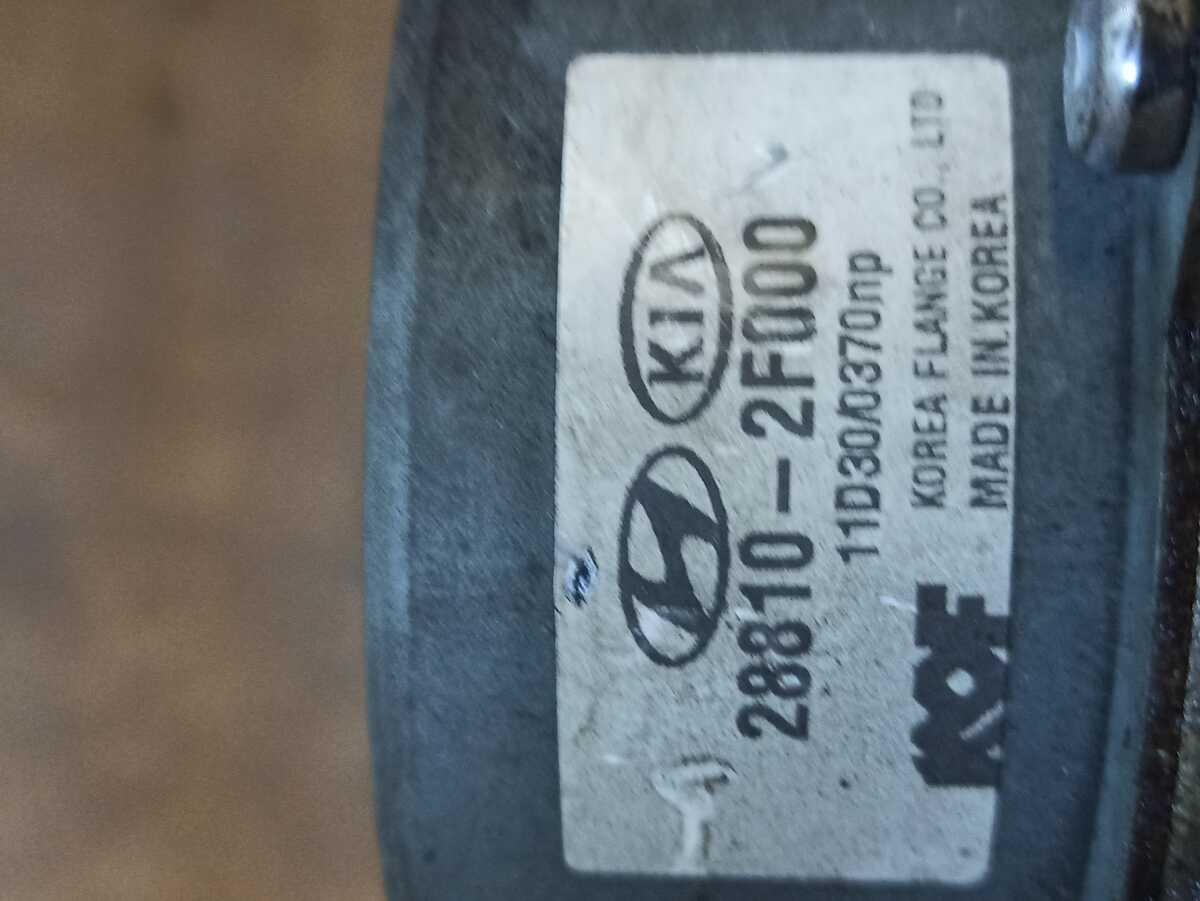 KIA
28810-2F000
11D30/0370np
KOF KOREA FLANGE CO., LTD
MADE IN KOREA